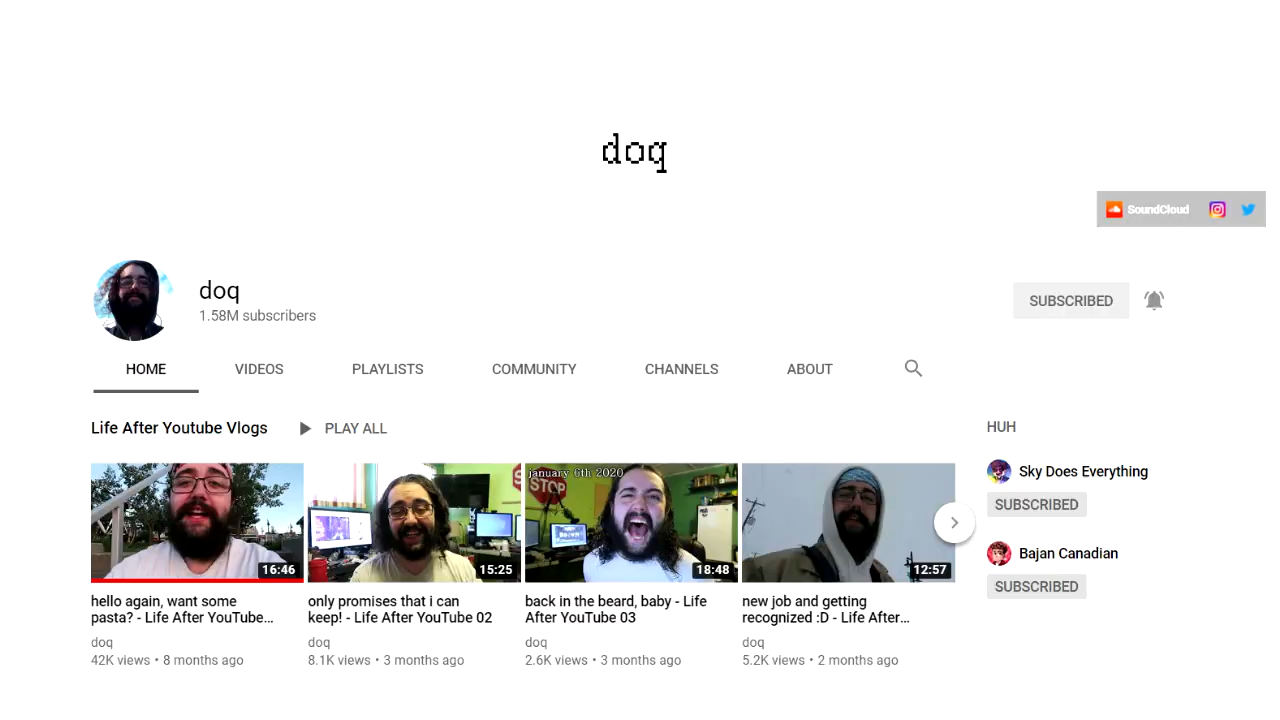 doq
SoundCloud
doq
1.58M subscribers
SUBSCRIBED
HOME
VIDEOS
PLAYLISTS
COMMUNITY
CHANNELS
ABOUT
Life After Youtube Vlogs
PLAY ALL
STOP
16:46
hello again, want some
pasta? - Life After YouTube...
doq
42K views • 8 months ago
15:25
only promises that i can
keep! - Life After YouTube 02
doq
8.1K views • 3 months ago
january 6th 2020
18:48
back in the beard, baby - Life
After YouTube 03
doq
2.6K views • 3 months ago
12:57
new job and getting
recognized :D - Life After...
doq
5.2K views • 2 months ago
HUH
Sky Does Everything
SUBSCRIBED
Bajan Canadian
SUBSCRIBED